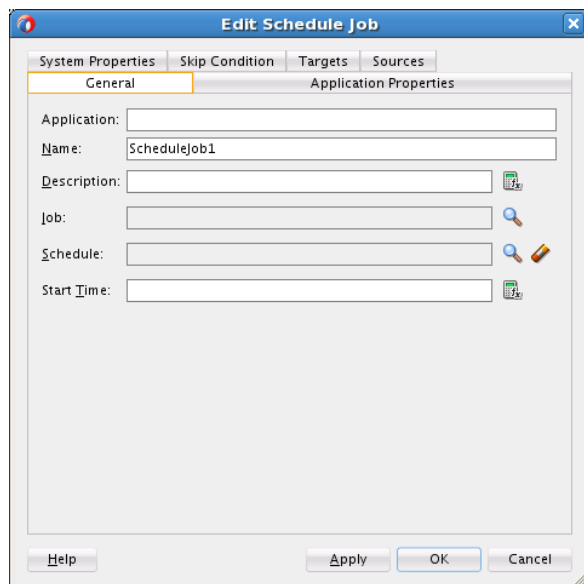 Edit Schedule Job
System Properties Skip Condition Targets Sources
General Application Properties
Application:
Name: ScheduleJob1
Description:
Job:
Schedule:
Start Time:
Help Apply OK Cancel